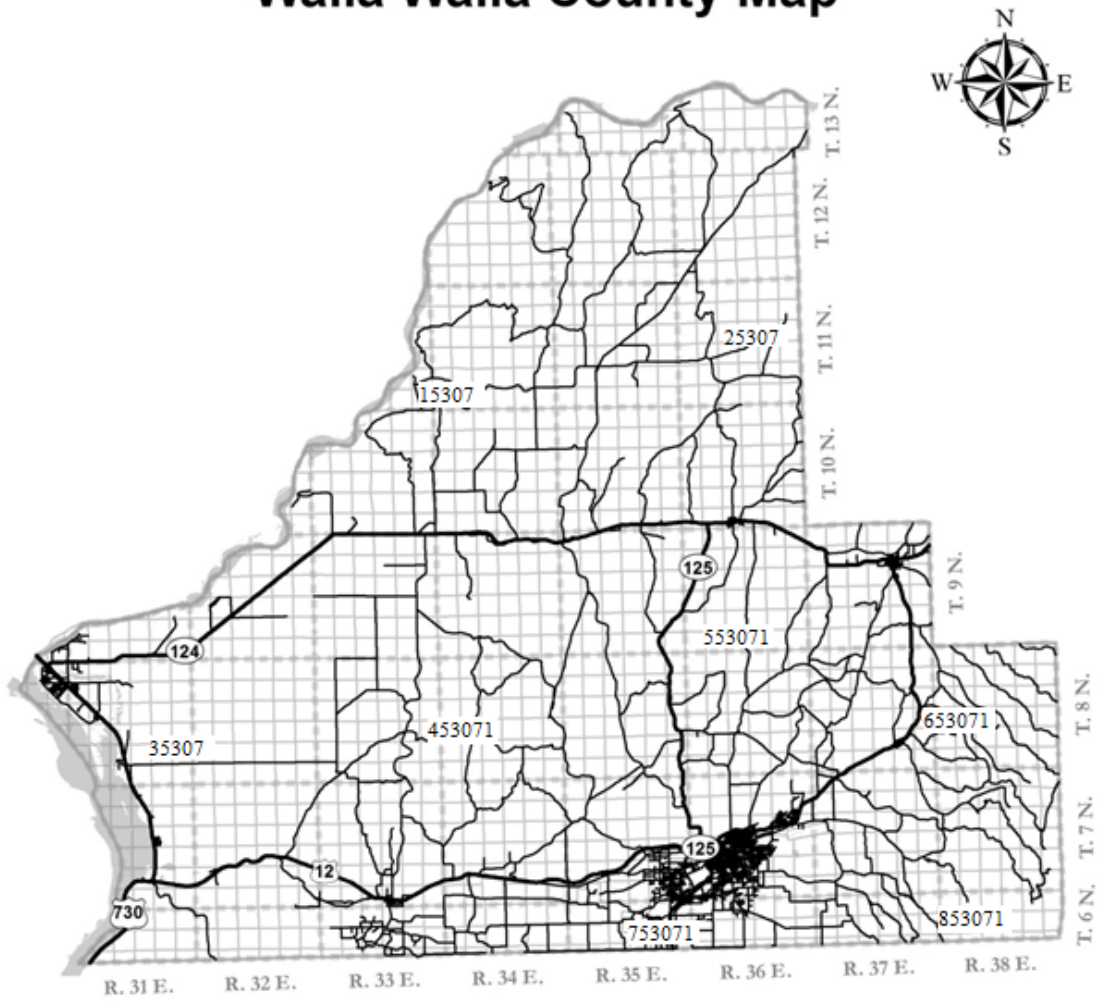 Walla Walla County Map
N
W E
S
T. 13 N.
T. 12 N.
T. 11 N.
25307
15307
T. 10 N.
125
T. 9 N.
553071
124
T. 8 N.
653071
453071
35307
T. 7 N.
125
12
T. 6 N.
730
853071
753071
R. 31 E. R. 32 E. R. 33 E. R. 34 E. R. 35 E. R. 36 E. R. 37 E. R. 38 E.